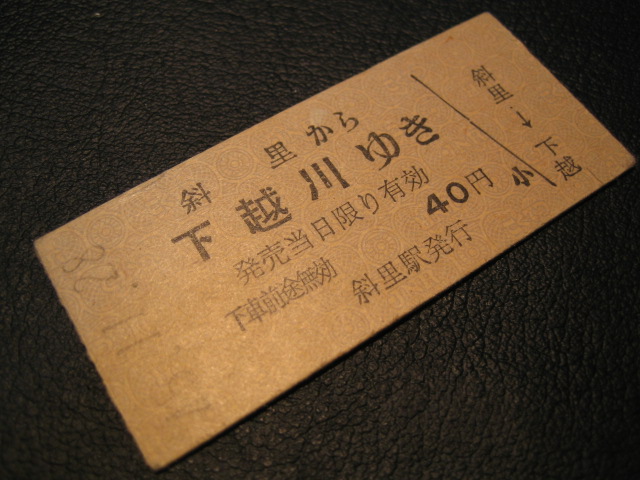 斜里から
下越川ゆき
発売当日限り有効 40円
下車前途無効 斜里駅発行
小
斜里→下越